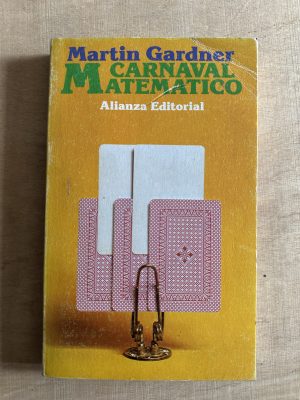 Martin Gardner
CARNAVAL
MATEMATICO
Alianza Editorial